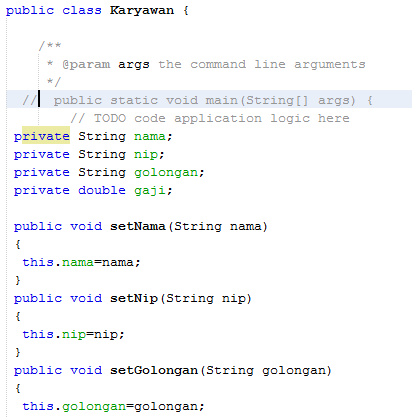 public class Karyawan {
/**
* @param args the command line arguments
*/
// public static void main(String[] args) {
// TODO code application logic here
private String nama;
private String nip;
private String golongan;
private double gaji;
public void setNama(String nama)
{
this.nama=nama;
}
public void setNip(String nip)
{
this.nip=nip;
}
public void setGolongan(String golongan)
{
this.golongan=golongan;